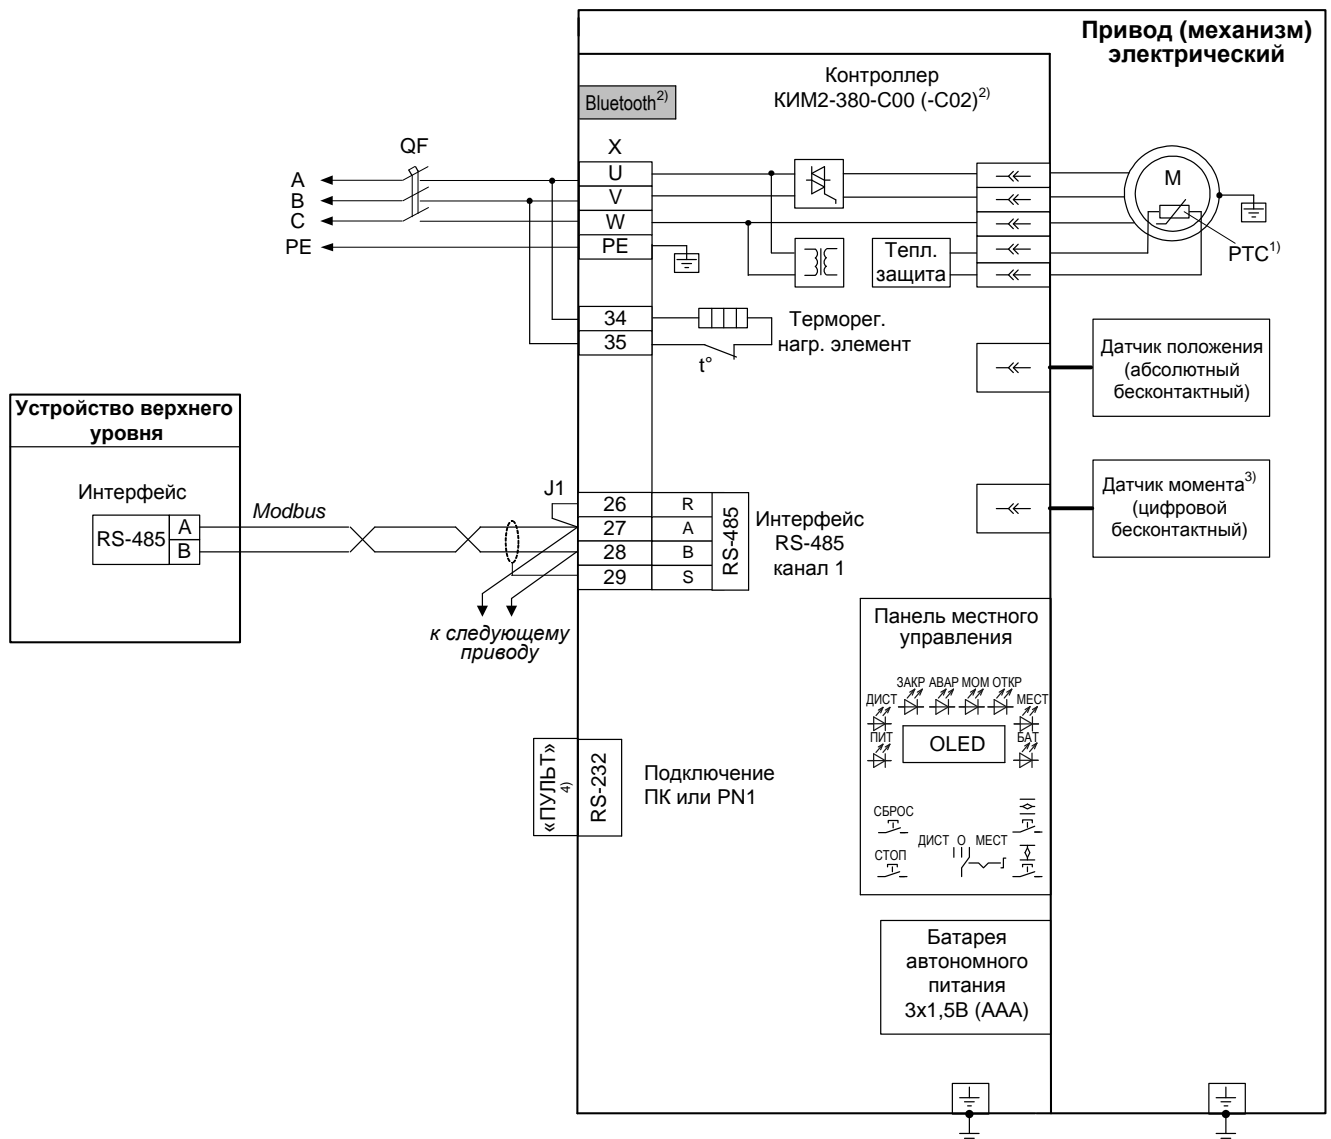 Привод (механизм)
электрический
Контроллер
КИМ2-380-С00 (-С02)2)
Bluetooth2)
QF
X
A
B
C
PE
U
V
W
PE
M
PTC1)
Тепл.
защита
34
35
Терморег.
нагр. элемент
t°
Датчик положения
(абсолютный
бесконтактный)
Устройство верхнего
уровня
Интерфейс
RS-485
A
B
Modbus
J1
26
27
28
29
R
A
B
S
RS-485
Интерфейс
RS-485
канал 1
Датчик момента3)
(цифровой
бесконтактный)
к следующему
приводу
Панель местного
управления
ЗАКР АВАР МОМ ОТКР
ДИСТ
МЕСТ
ПИТ
OLED
БАТ
«ПУЛЬТ»
4)
RS-232
Подключение
ПК или PN1
СБРОС
ДИСТ О МЕСТ
СТОП
Батарея
автономного
питания
3х1,5В (ААА)